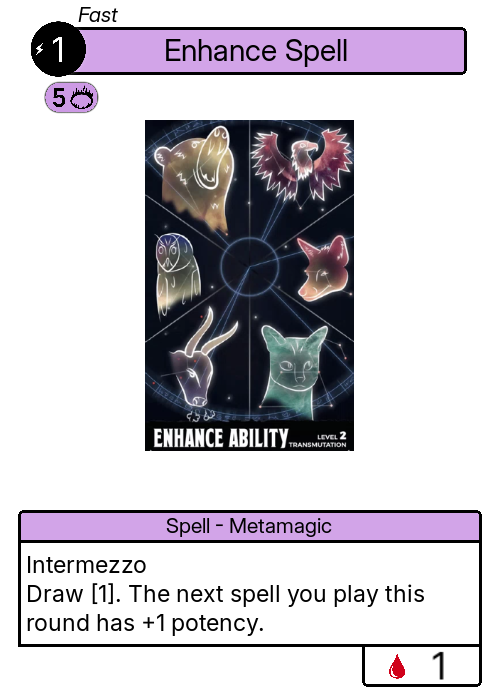 Fast
1
Enhance Spell
5
ENHANCE ABILITY
LEVEL 2
TRANSMUTATION
Spell - Metamagic
Intermezzo
Draw [1]. The next spell you play this
round has +1 potency.
1